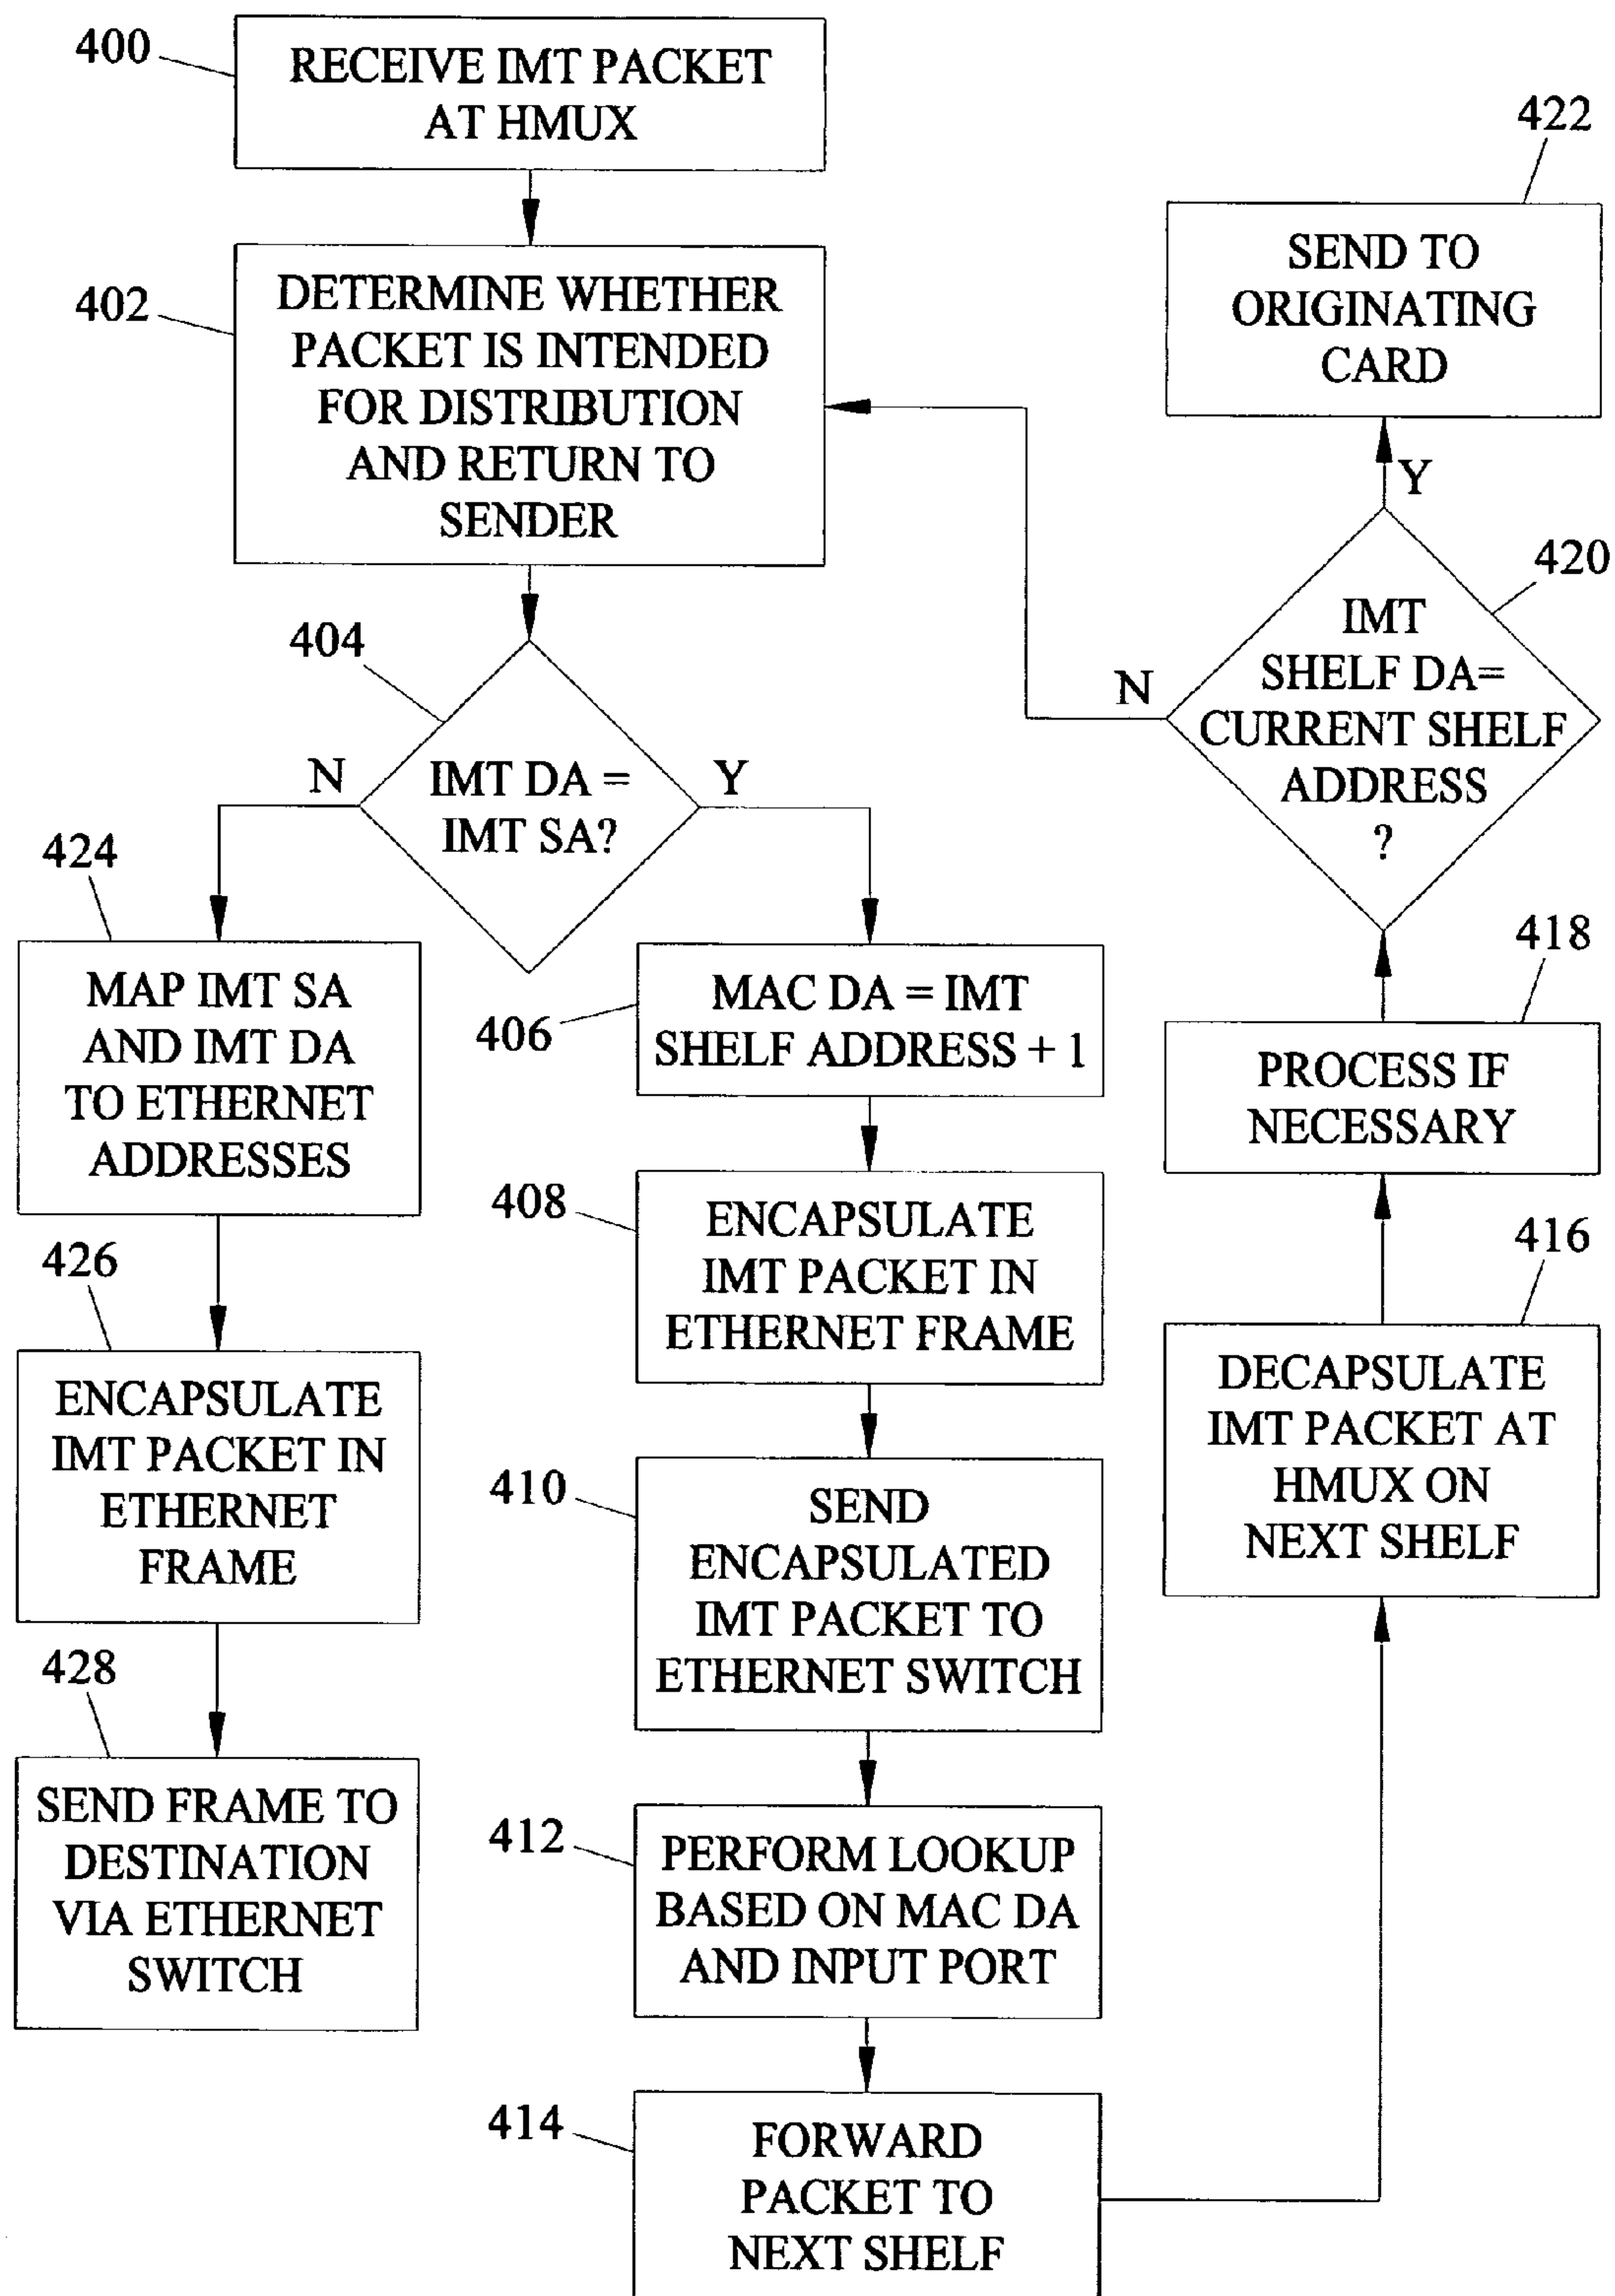 400
RECEIVE IMT PACKET
AT HMUX
402
DETERMINE WHETHER
PACKET IS INTENDED
FOR DISTRIBUTION
AND RETURN TO
SENDER
404
IMT DA =
IMT SA?
N
Y
424
MAP IMT SA
AND IMT DA
TO ETHERNET
ADDRESSES
426
ENCAPSULATE
IMT PACKET IN
ETHERNET
FRAME
428
SEND FRAME TO
DESTINATION
VIA ETHERNET
SWITCH
406
MAC DA = IMT
SHELF ADDRESS + 1
408
ENCAPSULATE
IMT PACKET IN
ETHERNET FRAME
410
SEND
ENCAPSULATED
IMT PACKET TO
ETHERNET SWITCH
412
PERFORM LOOKUP
BASED ON MAC DA
AND INPUT PORT
414
FORWARD
PACKET TO
NEXT SHELF
416
DECAPSULATE
IMT PACKET AT
HMUX ON
NEXT SHELF
418
PROCESS IF
NECESSARY
420
IMT
SHELF DA=
CURRENT SHELF
ADDRESS
?
N
Y
422
SEND TO
ORIGINATING
CARD